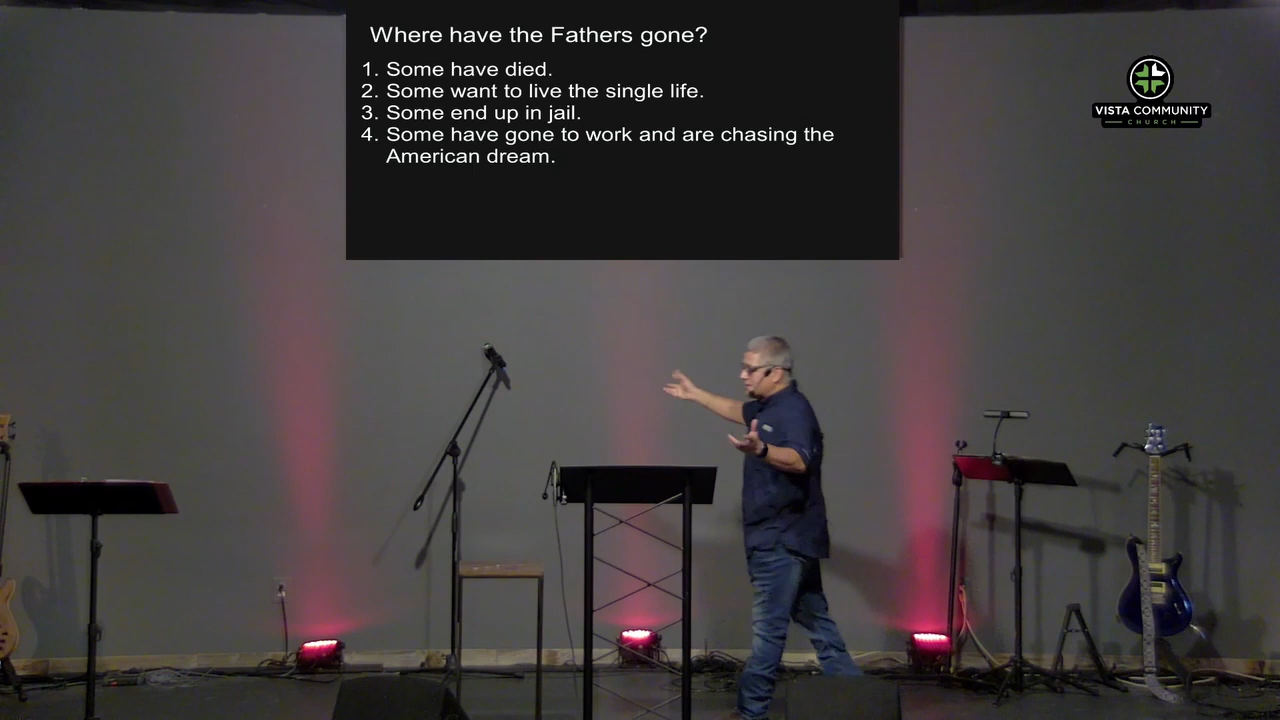 Where have the Fathers gone?
1. Some have died.
2. Some want to live the single life.
3. Some end up in jail.
4. Some have gone to work and are chasing the
American dream.
VISTA COMMUNITY
CHURCH